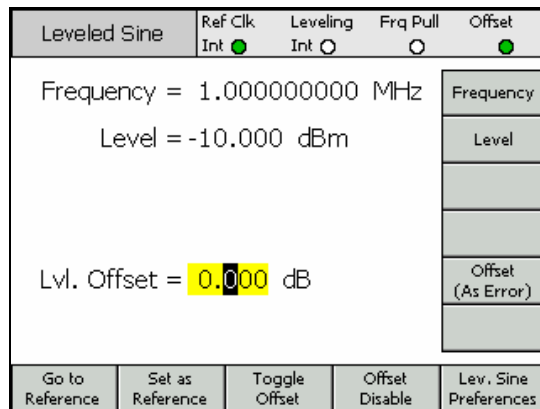 Leveled Sine
Ref Clk Leveling Frq Pull Offset
Int Int
Frequency = 1.000000000 MHz
Frequency
Level = -10.000 dBm
Level
Lvl. Offset = 0.000 dB
Offset
(As Error)
Go to
Reference
Set as
Reference
Toggle
Offset
Offset
Disable
Lev. Sine
Preferences